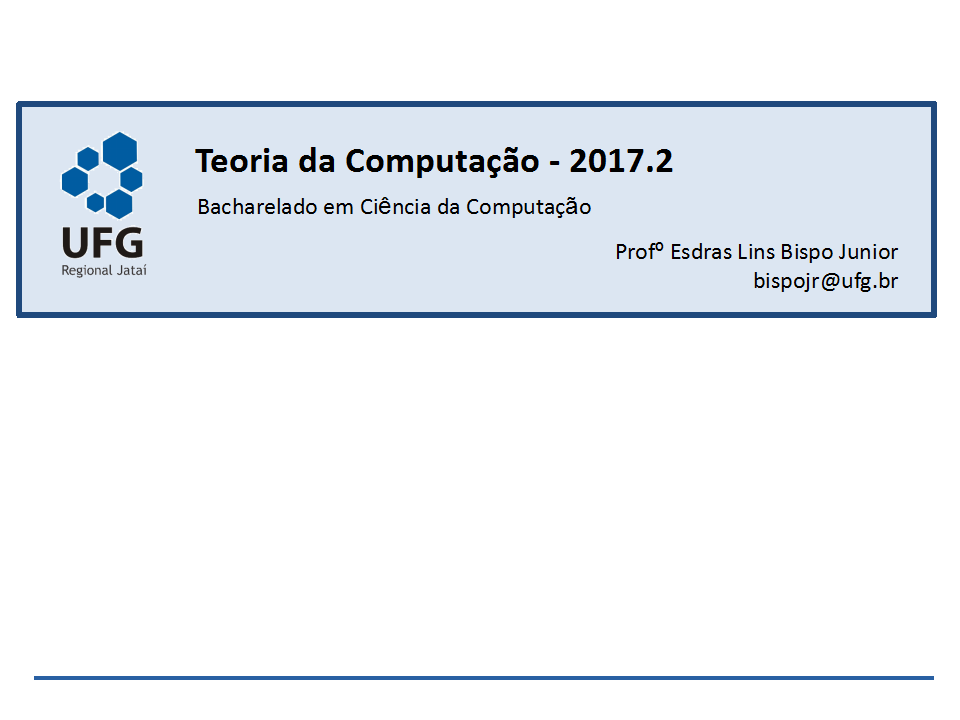 Teoria da Computação - 2017.2
Bacharelado em Ciência da Computação
Profº Esdras Lins Bispo Junior
bispojr@ufg.br
UFG
Regional Jataí